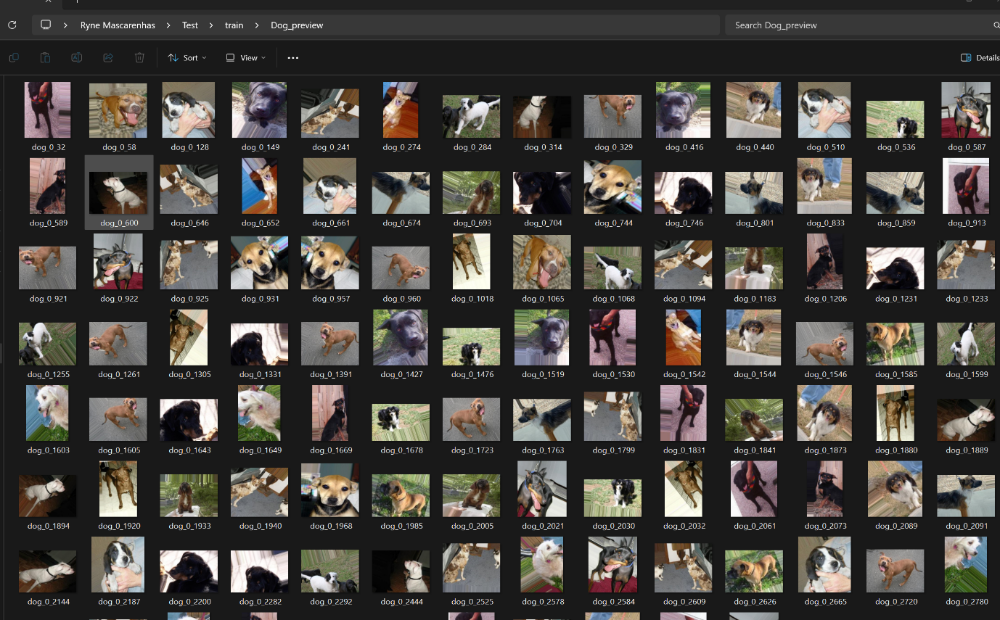 Ryne Mascarenhas > Test > train > Dog_preview
Search Dog_preview
Sort
View
Details
dog_0_32 dog_0_58 dog_0_128 dog_0_149 dog_0_241 dog_0_274 dog_0_284 dog_0_314 dog_0_329 dog_0_416 dog_0_440 dog_0_510 dog_0_536 dog_0_587
dog_0_589 dog_0_600 dog_0_646 dog_0_652 dog_0_661 dog_0_674 dog_0_693 dog_0_704 dog_0_744 dog_0_746 dog_0_801 dog_0_833 dog_0_859 dog_0_913
dog_0_921 dog_0_922 dog_0_925 dog_0_931 dog_0_957 dog_0_960 dog_0_1018 dog_0_1065 dog_0_1068 dog_0_1094 dog_0_1183 dog_0_1206 dog_0_1231 dog_0_1233
dog_0_1255 dog_0_1261 dog_0_1305 dog_0_1331 dog_0_1391 dog_0_1427 dog_0_1476 dog_0_1519 dog_0_1530 dog_0_1542 dog_0_1544 dog_0_1546 dog_0_1585 dog_0_1599
dog_0_1603 dog_0_1605 dog_0_1643 dog_0_1649 dog_0_1669 dog_0_1678 dog_0_1723 dog_0_1763 dog_0_1799 dog_0_1831 dog_0_1841 dog_0_1873 dog_0_1880 dog_0_1889
dog_0_1894 dog_0_1920 dog_0_1933 dog_0_1940 dog_0_1968 dog_0_1985 dog_0_2005 dog_0_2021 dog_0_2030 dog_0_2032 dog_0_2061 dog_0_2073 dog_0_2089 dog_0_2091
dog_0_2144 dog_0_2187 dog_0_2200 dog_0_2282 dog_0_2292 dog_0_2444 dog_0_2525 dog_0_2578 dog_0_2584 dog_0_2609 dog_0_2626 dog_0_2665 dog_0_2720 dog_0_2780